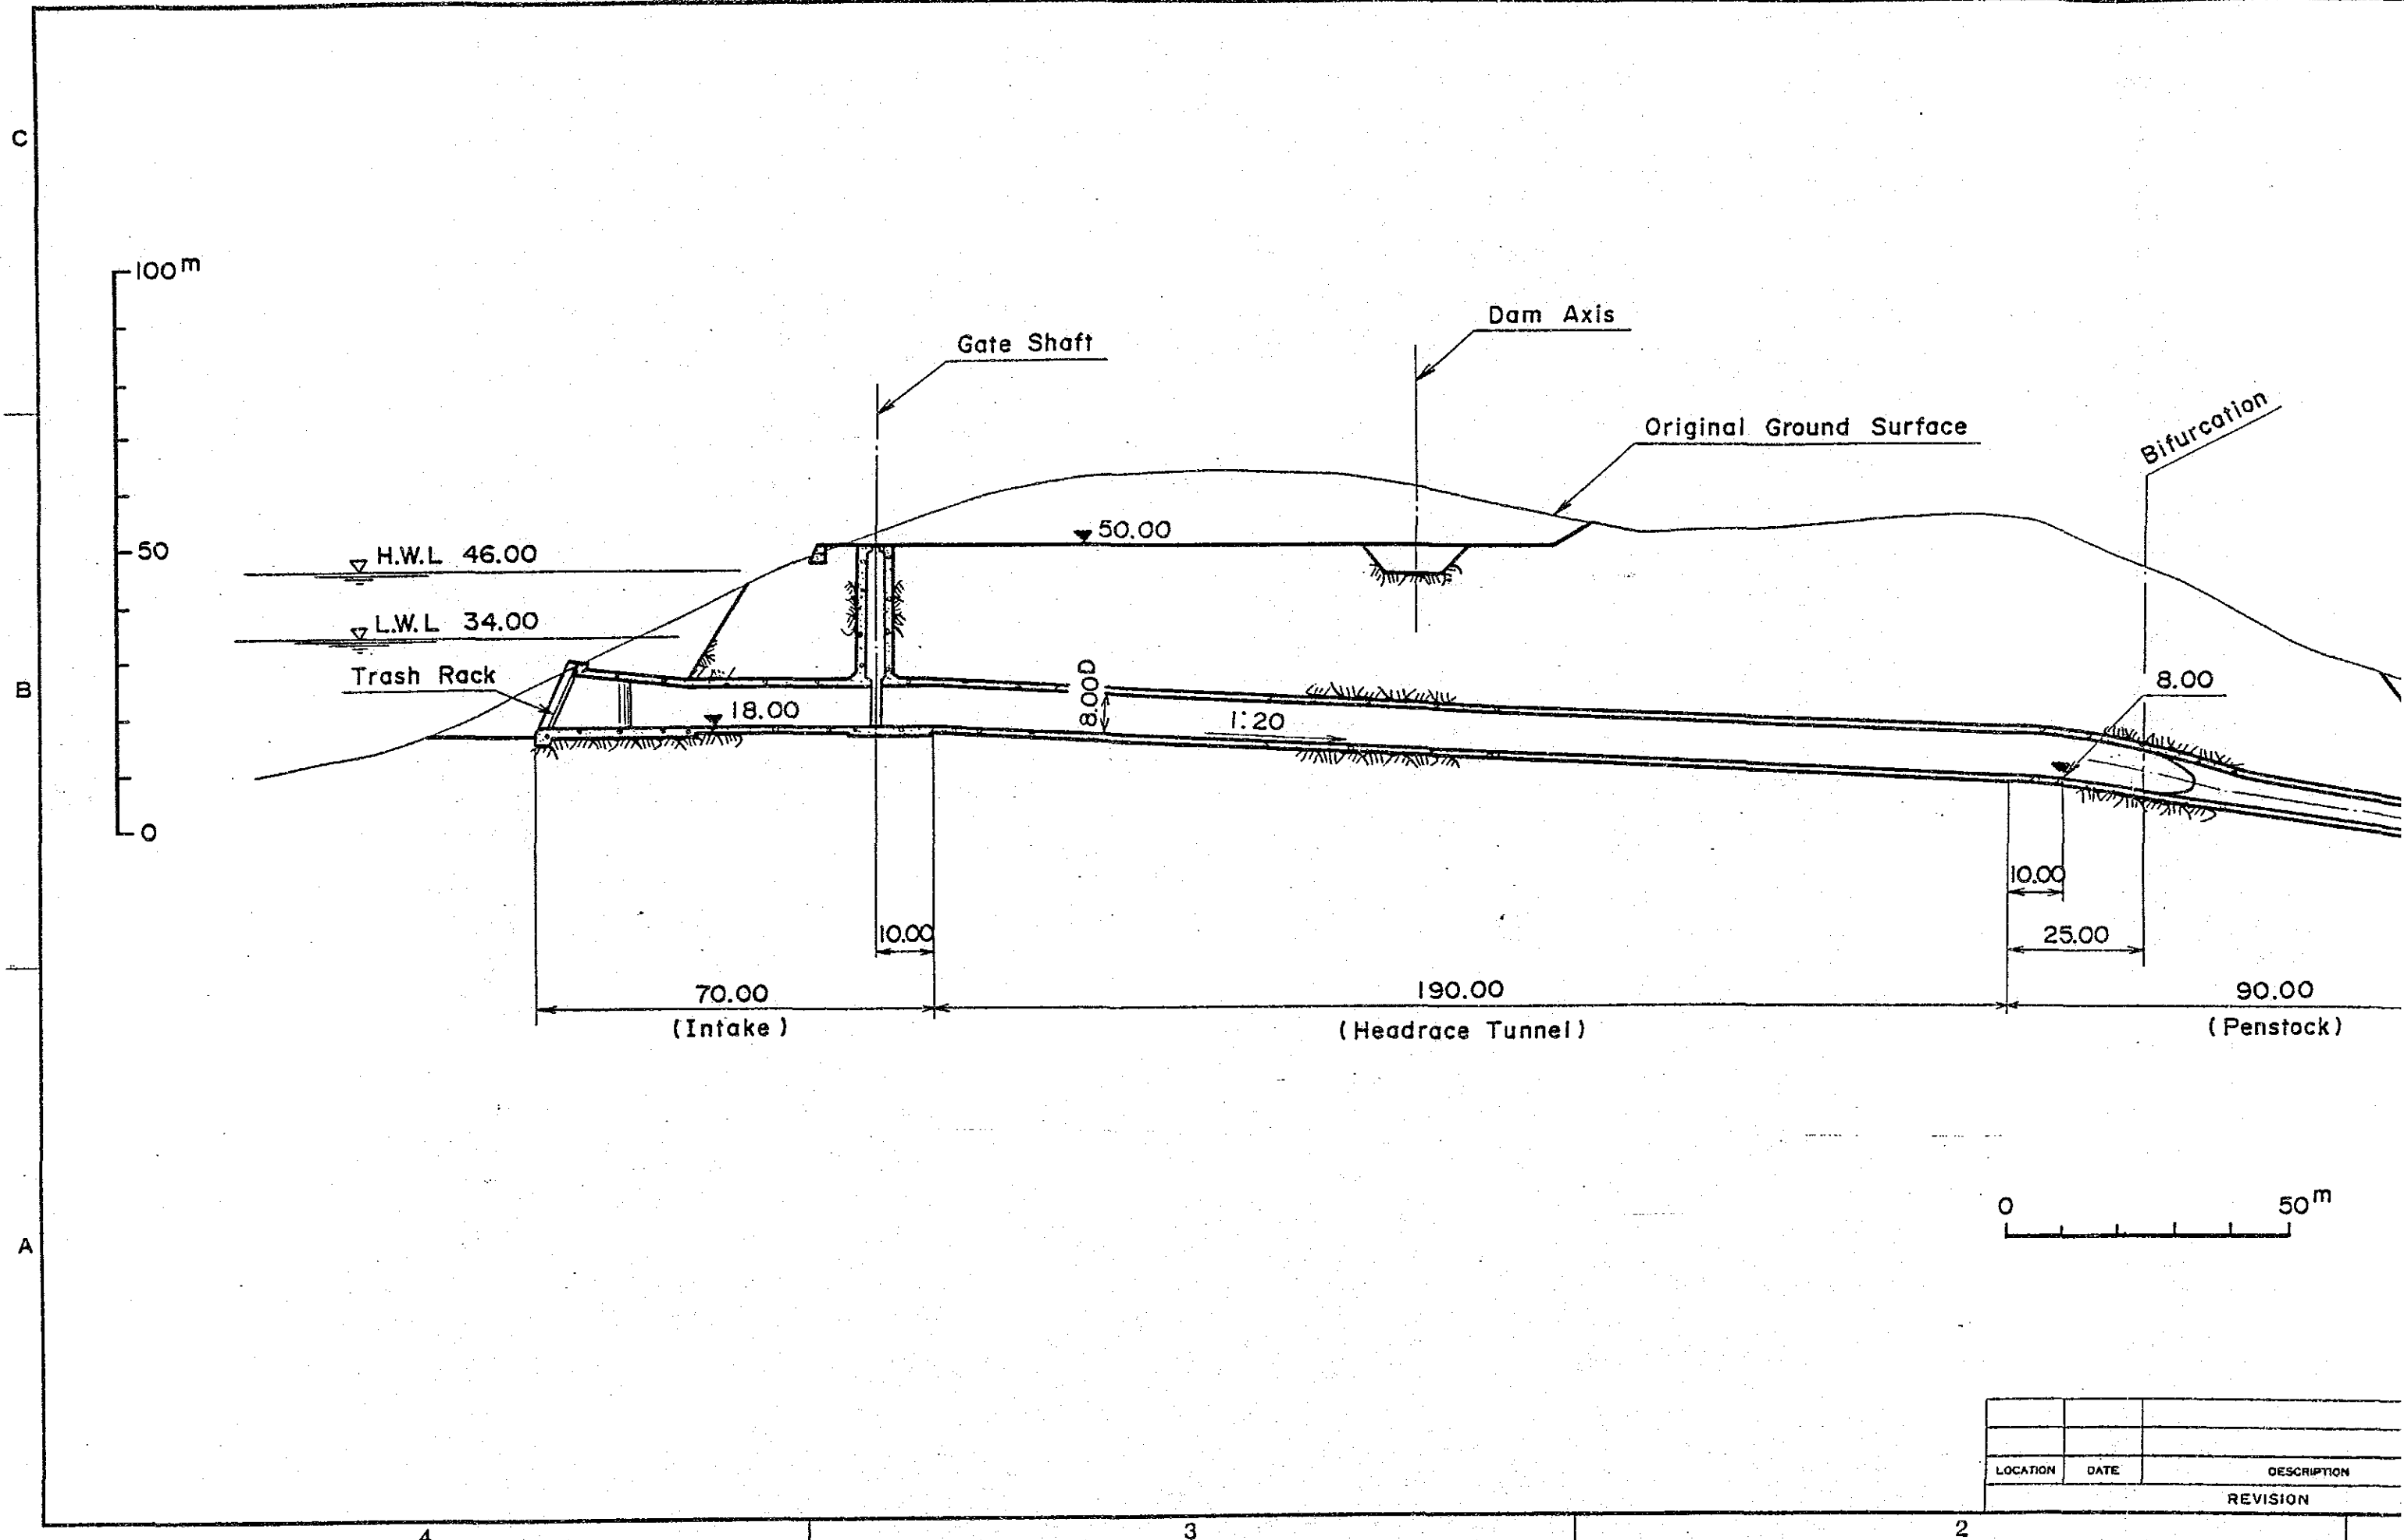 C
100m
Dam Axis
Gate Shaft
Original Ground Surface
Bifurcation
50.00
50
H.W.L 46.00
L.W.L 34.00
Trash Rack
8.00D
8.00
18.00
1:20
0
10.00
10.00
25.00
70.00
190.00
90.00
(Intake)
(Headrace Tunnel)
(Penstock)
B
0
50m
A
LOCATION DATE DESCRIPTION
REVISION
4
3
2